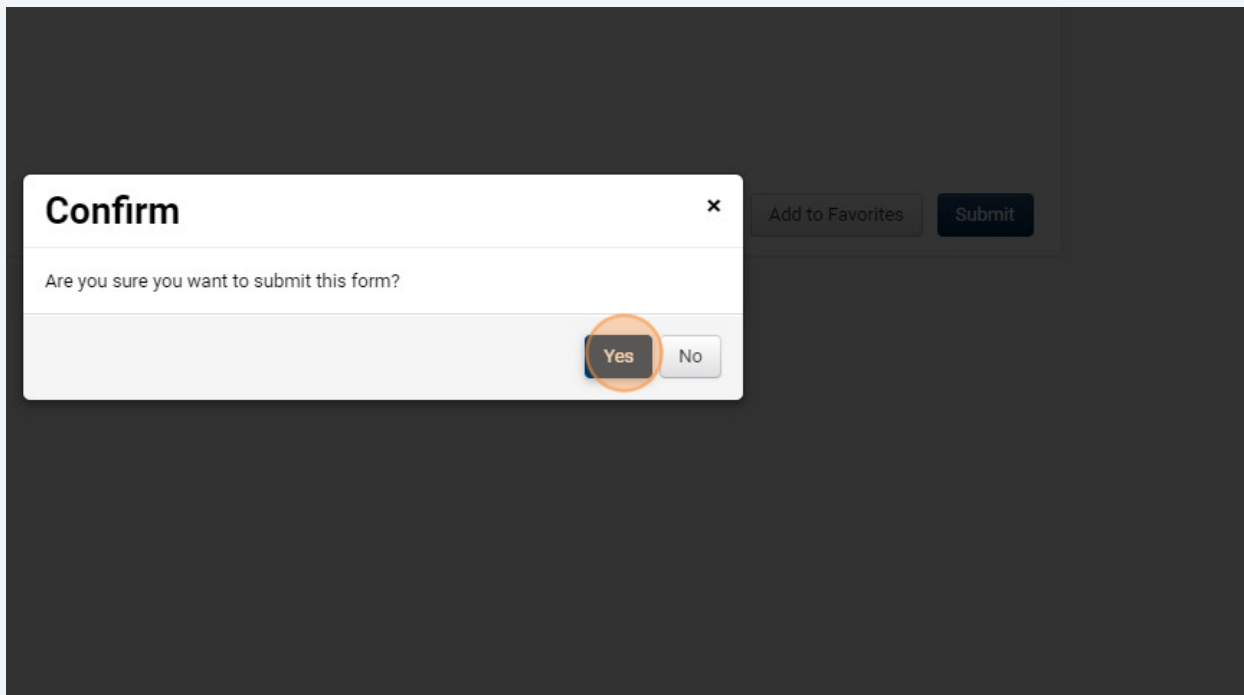 Confirm
×
Add to Favorites
Submit
Are you sure you want to submit this form?
Yes
No